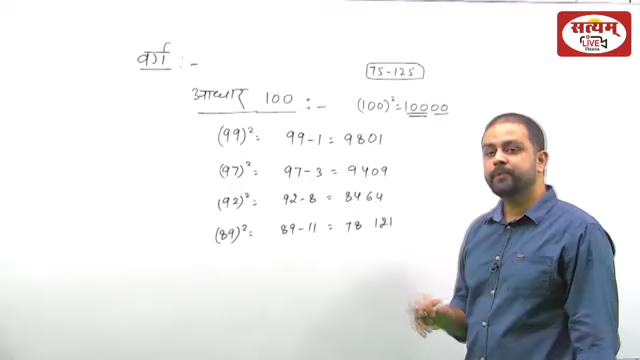 सत्यम्
LIVE
वर्ग :-
75-125
आधार 100 :- (100)² = 10000
(99)² = 99-1 = 9801
(97)² = 97-3 = 9409
(92)² = 92-8 = 8464
(89)² = 89-11 = 78 121